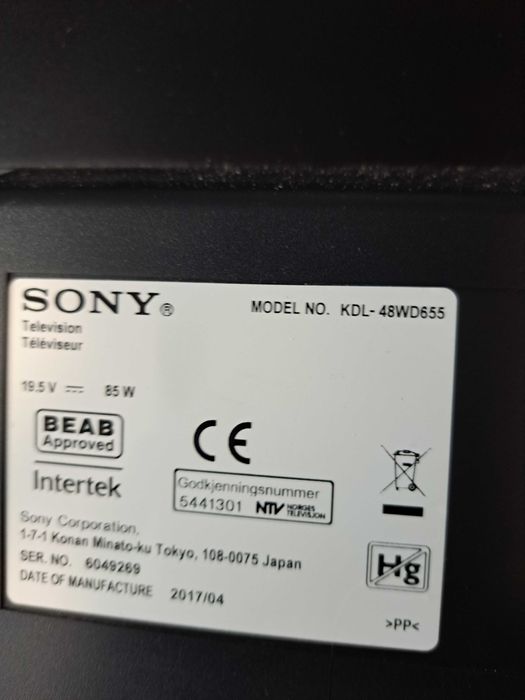 SONY®
MODEL NO. KDL-48WD655
Television
Téléviseur
19.5 V ⎓ 85 W
BEAB
Approved
Intertek
CE
Godkjenningsnummer
5441301 NTV NORGES
TELEVISJON
Sony Corporation,
1-7-1 Konan Minato-ku Tokyo, 108-0075 Japan
SER. NO. 6049269
DATE OF MANUFACTURE 2017/04
Hg
>PP<